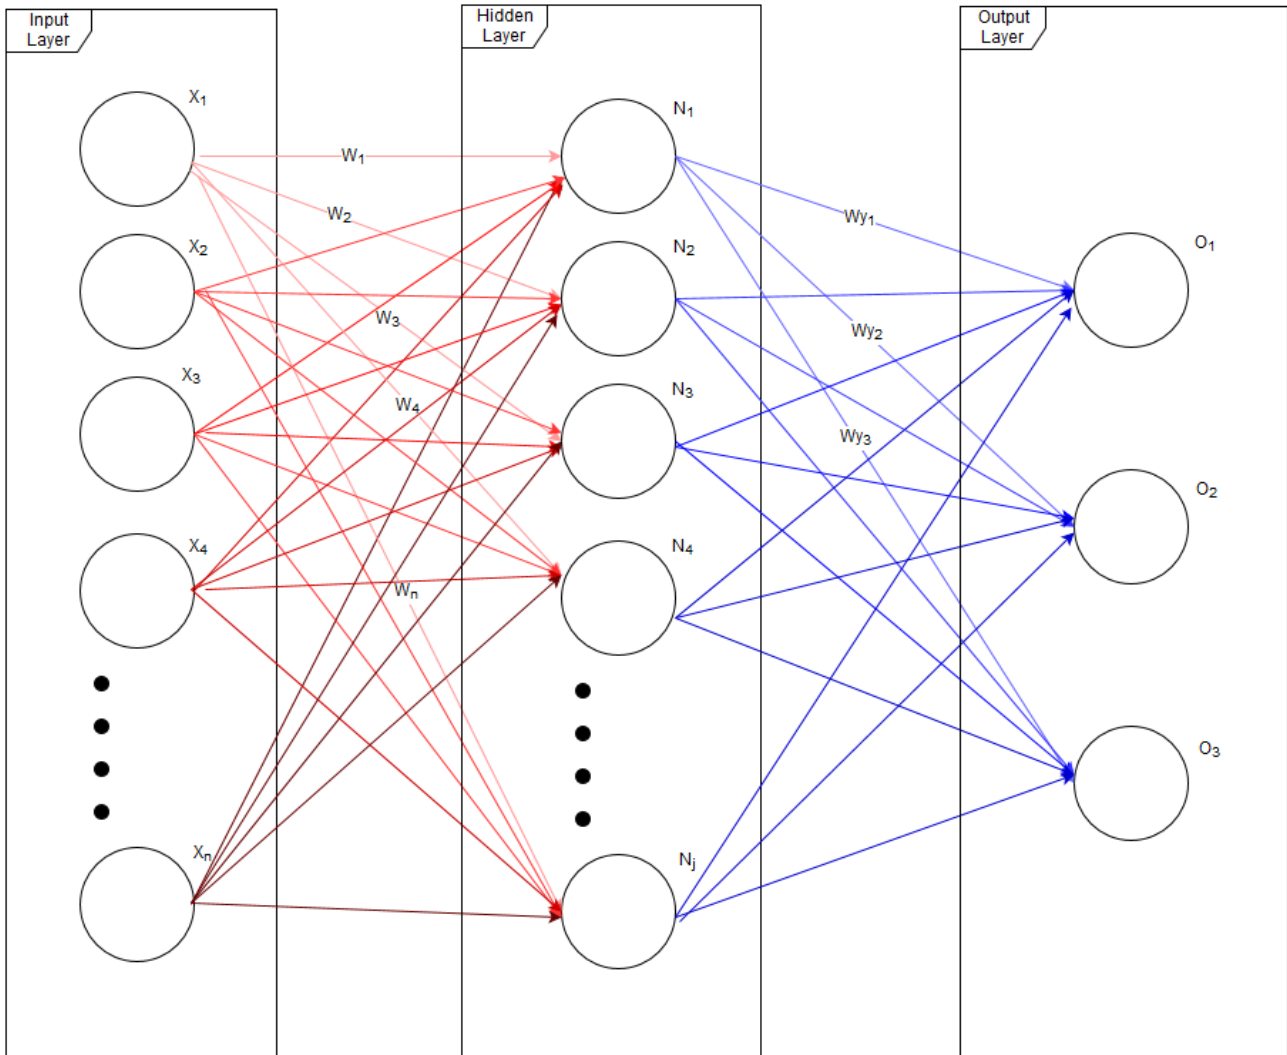 Input
Layer
Hidden
Layer
Output
Layer
X₁
N₁
W₁
W₂
Wy₁
X₂
N₂
O₁
W₃
Wy₂
X₃
N₃
W₄
Wy₃
O₂
X₄
N₄
Wₙ
O₃
Xₙ
Nⱼ